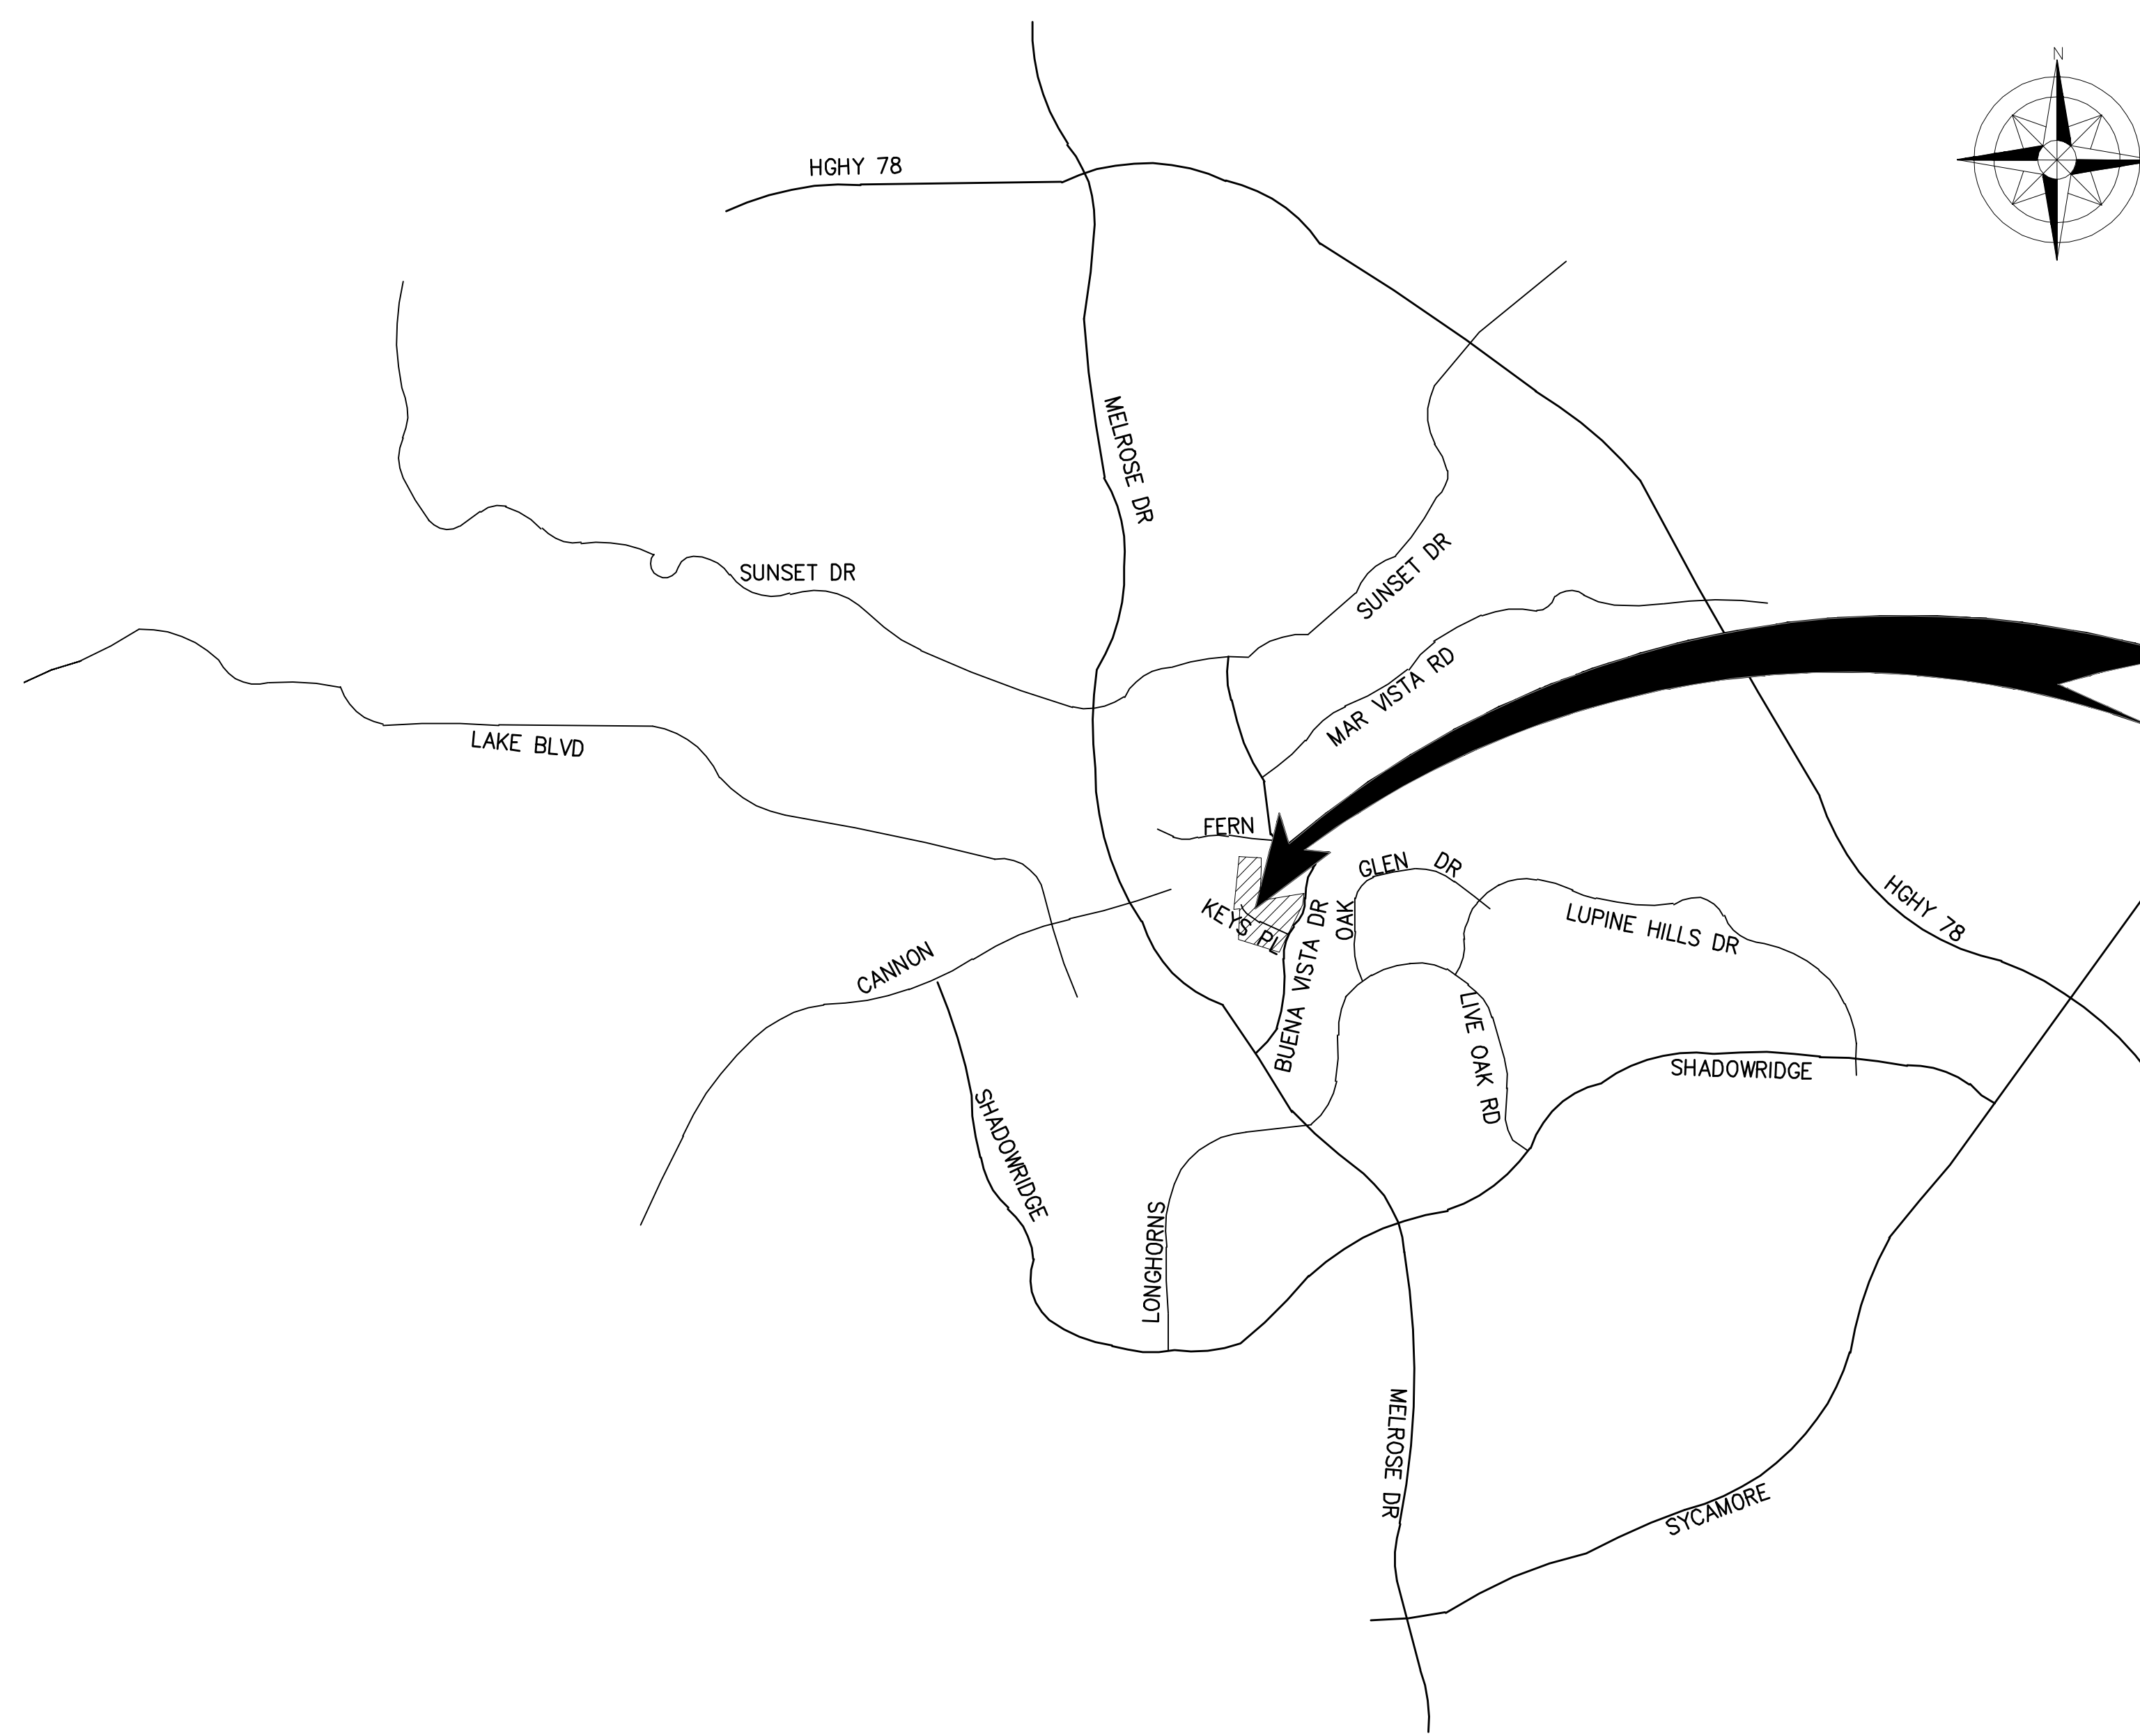 N
HGHY 78
MELROSE DR
SUNSET DR
SUNSET DR
MAR VISTA RD
LAKE BLVD
FERN
GLEN DR
OAK
LUPINE HILLS DR
HGHY 78
KEYS PL
BUENA VISTA DR
CANNON
LIVE OAK RD
SHADOWRIDGE
SHADOWRIDGE
LONGHORNS
MELROSE DR
SYCAMORE